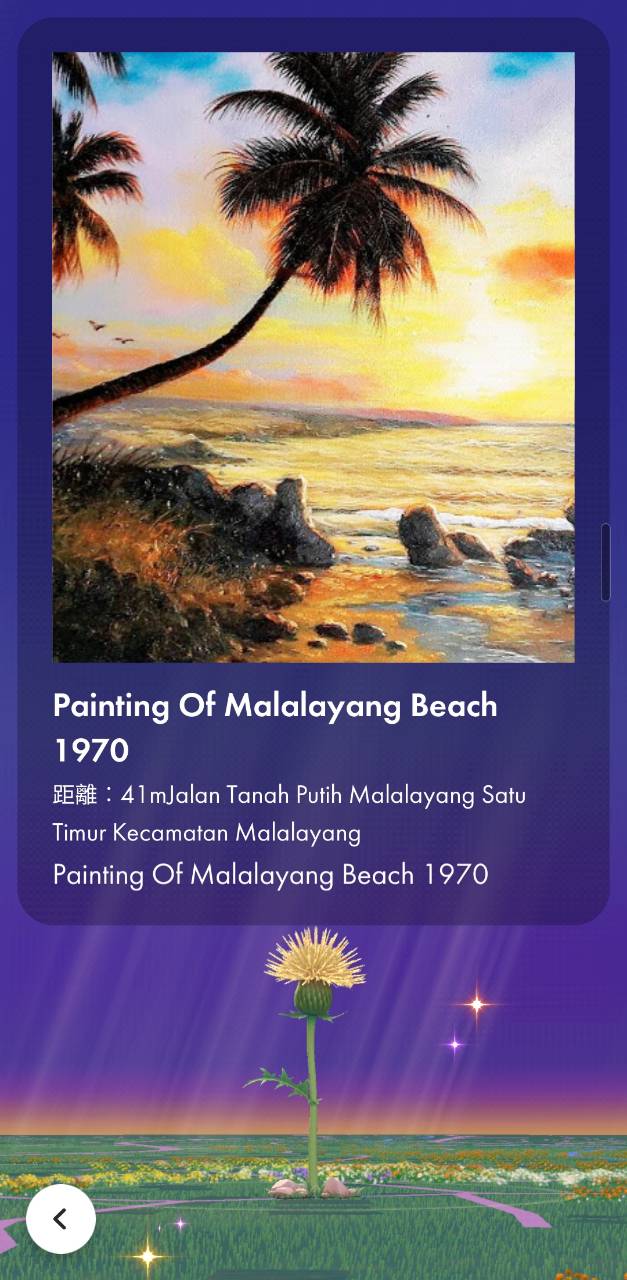 Painting Of Malalayang Beach
1970
距離：41mJalan Tanah Putih Malalayang Satu
Timur Kecamatan Malalayang
Painting Of Malalayang Beach 1970